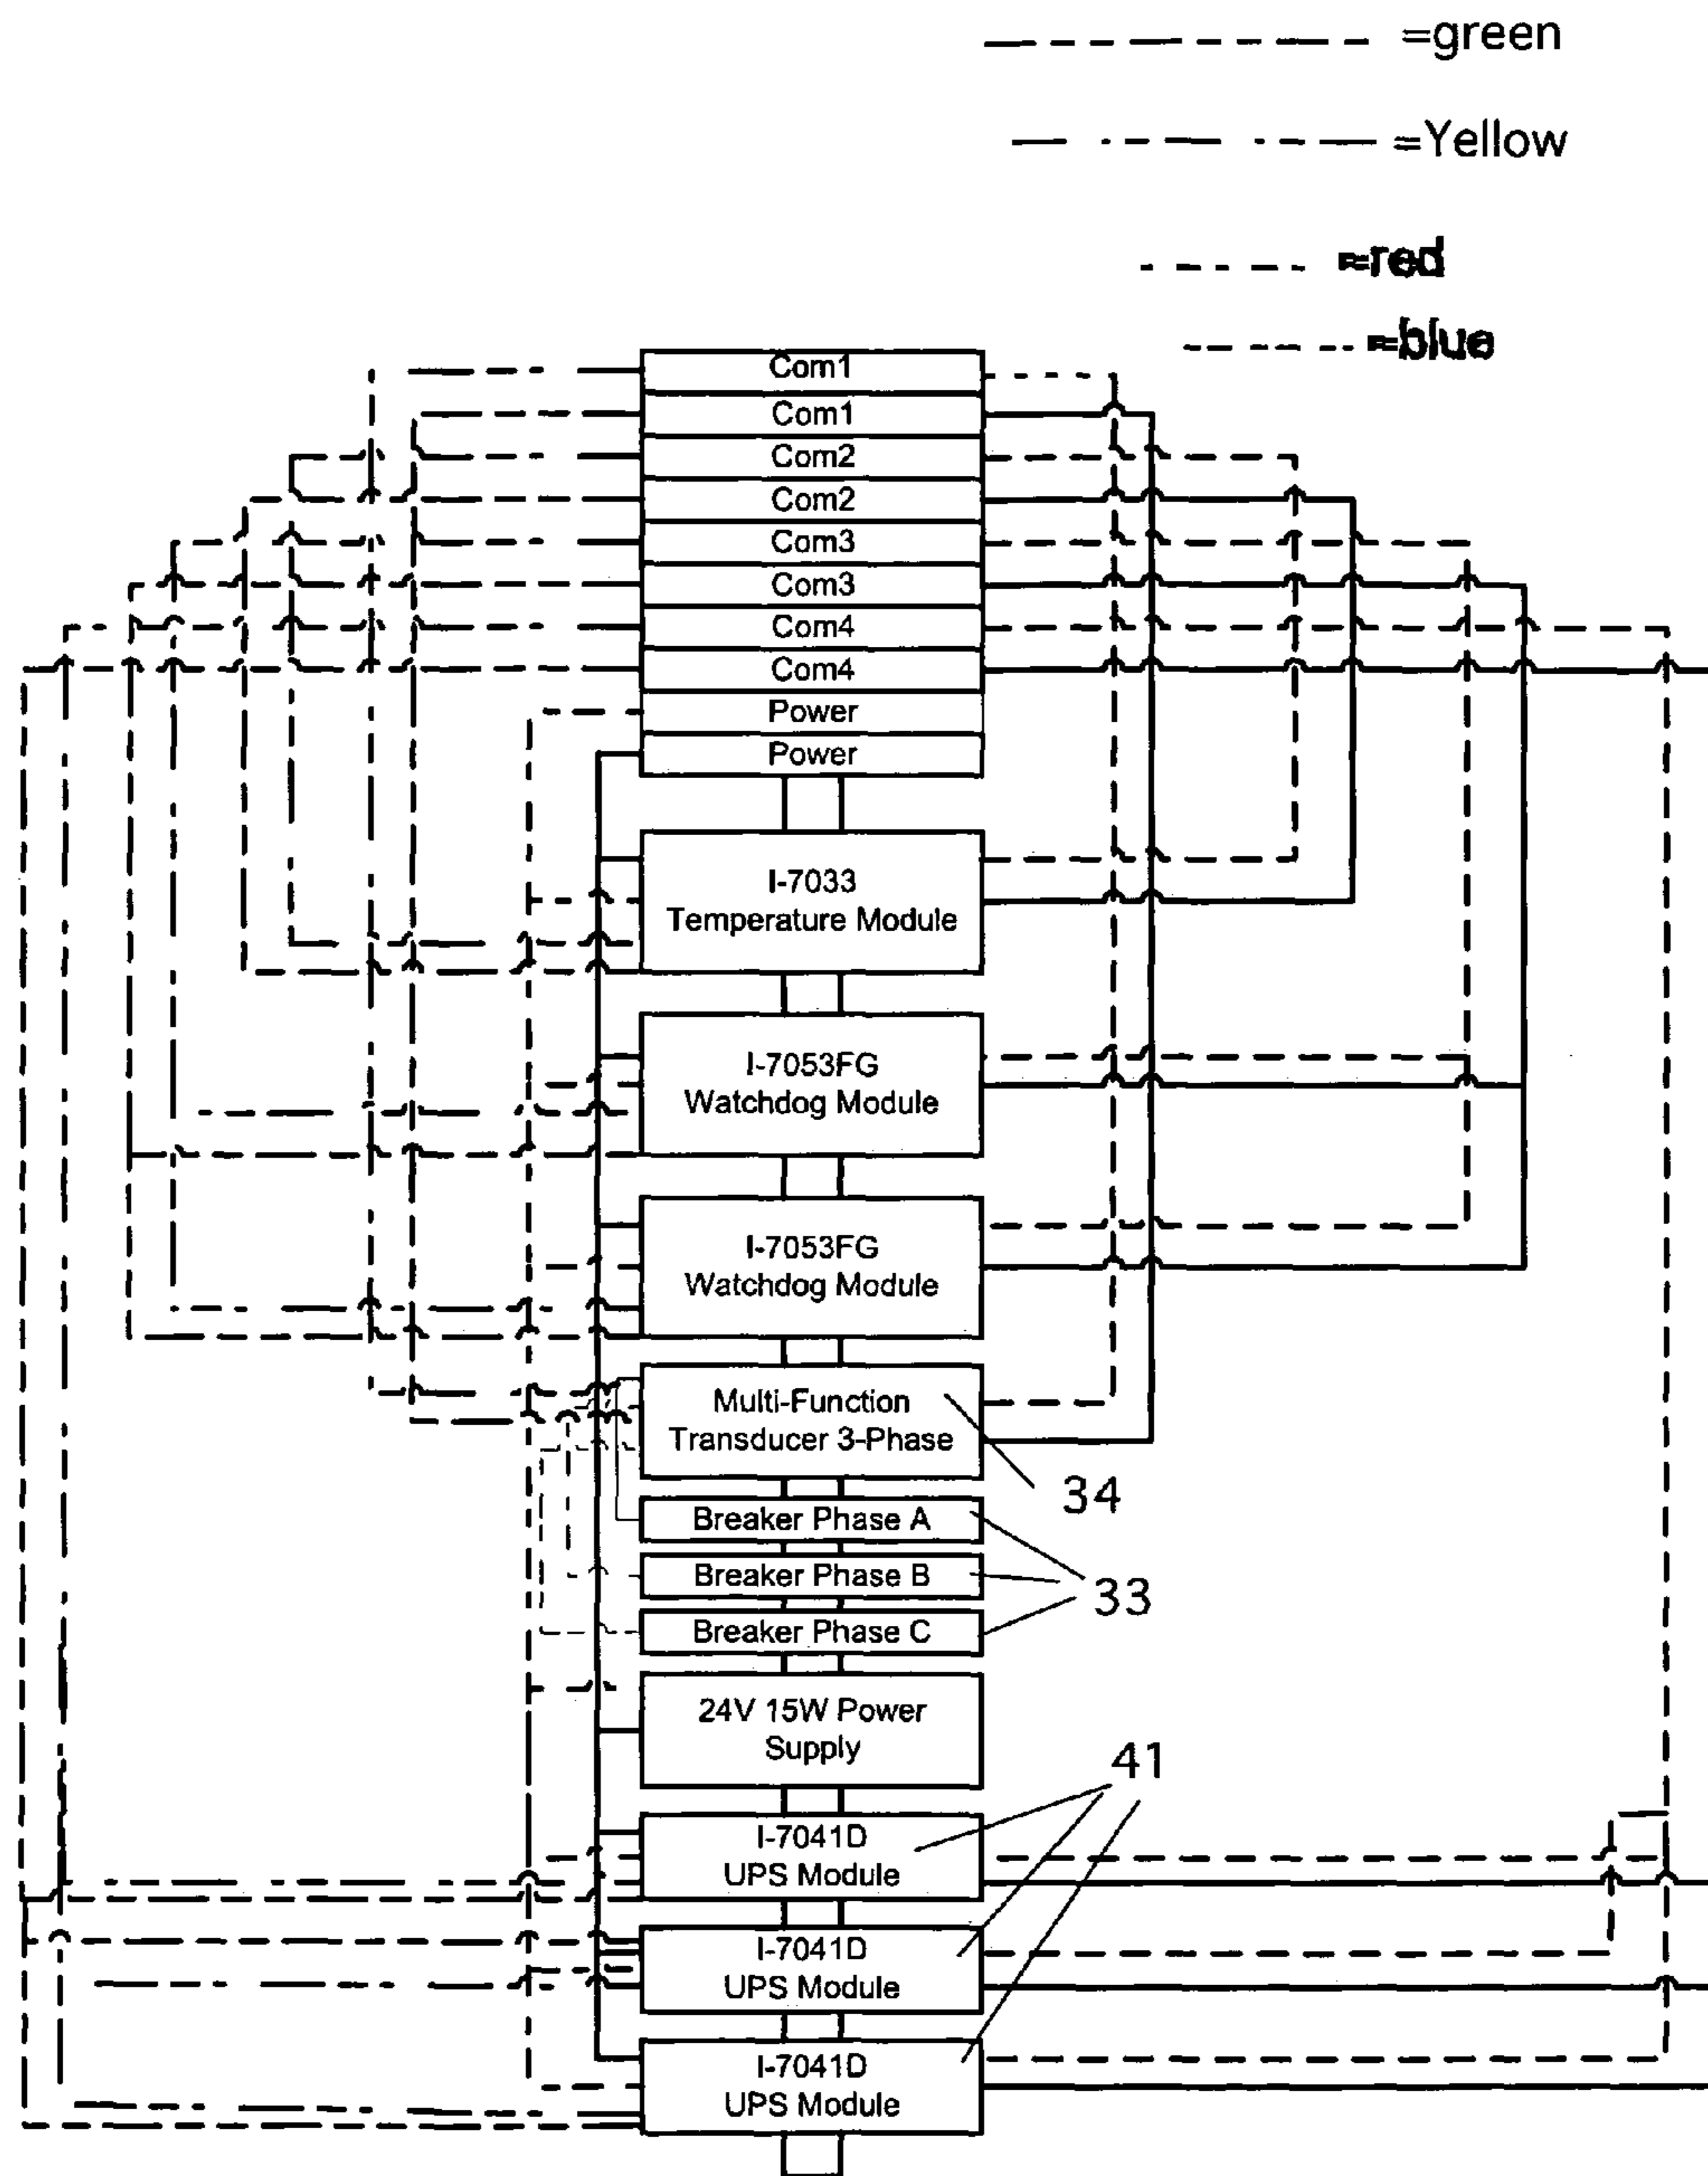 =green
=Yellow
=red
=blue
Com1
Com1
Com2
Com2
Com3
Com3
Com4
Com4
Power
Power
I-7033
Temperature Module
I-7053FG
Watchdog Module
I-7053FG
Watchdog Module
Multi-Function
Transducer 3-Phase
34
Breaker Phase A
Breaker Phase B
33
Breaker Phase C
24V 15W Power
Supply
41
I-7041D
UPS Module
I-7041D
UPS Module
I-7041D
UPS Module